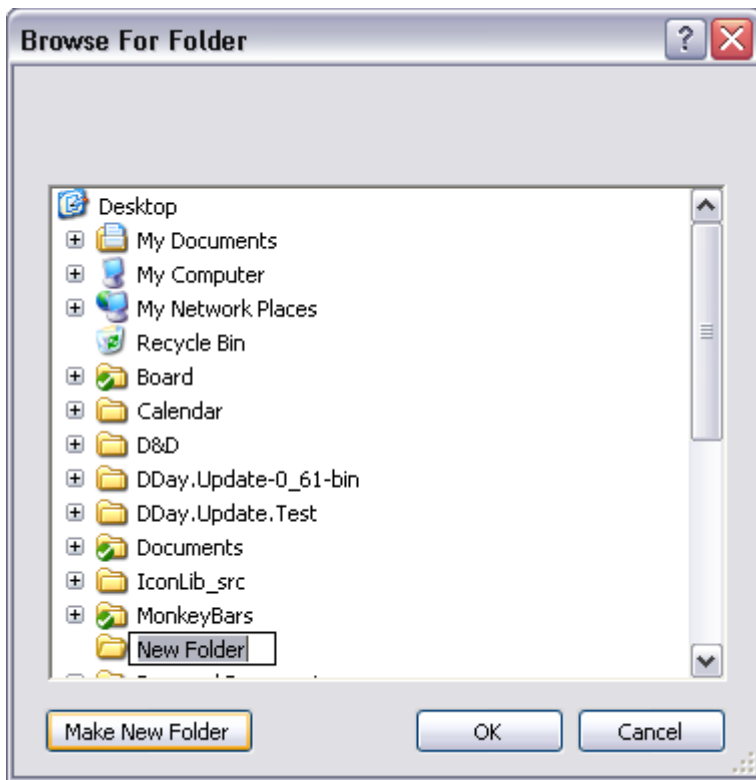 Browse For Folder
Desktop
My Documents
My Computer
My Network Places
Recycle Bin
Board
Calendar
D&D
DDay.Update-0_61-bin
DDay.Update.Test
Documents
IconLib_src
MonkeyBars
New Folder
Make New Folder
OK
Cancel